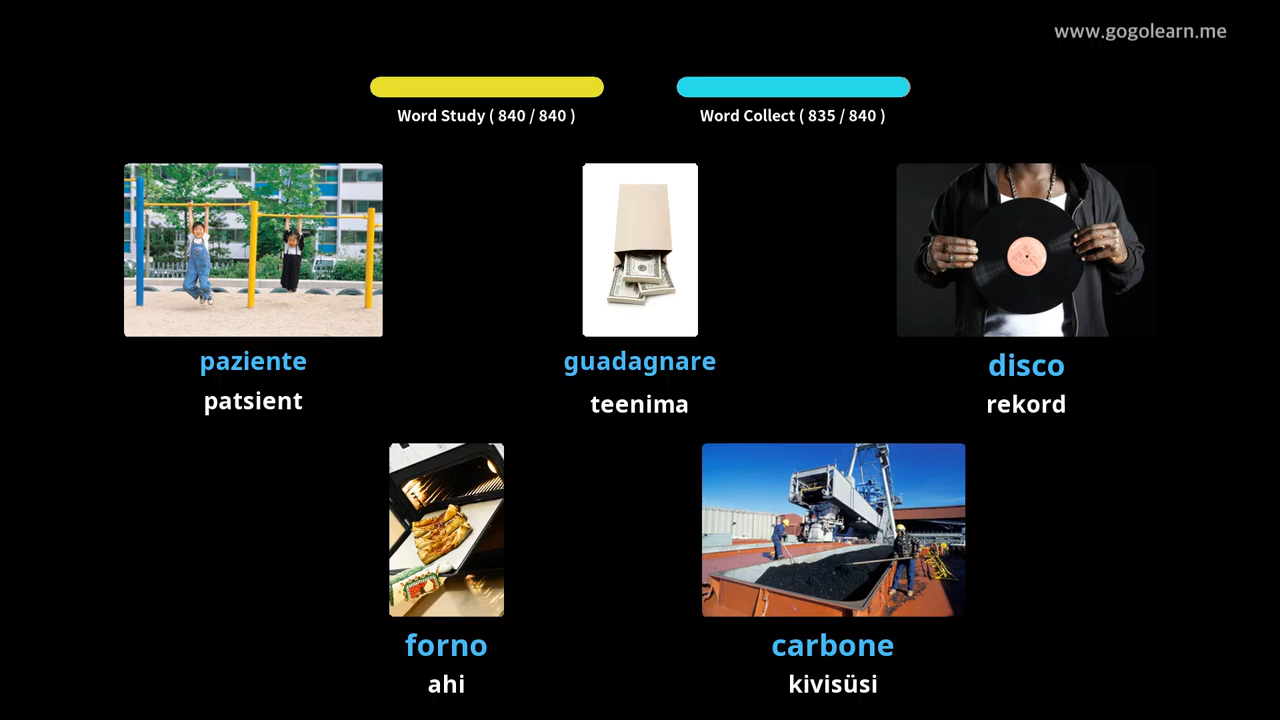 www.gogolearn.me
Word Study ( 840 / 840 )
Word Collect ( 835 / 840 )
paziente
patsient
guadagnare
teenima
disco
rekord
forno
ahi
carbone
kivisüsi